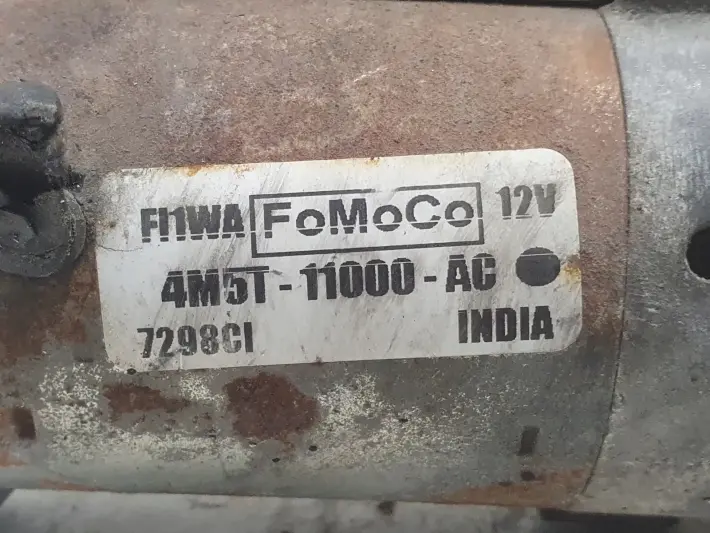 FI1WA FoMoCo 12V
4M5T-11000-AC
7298CI INDIA